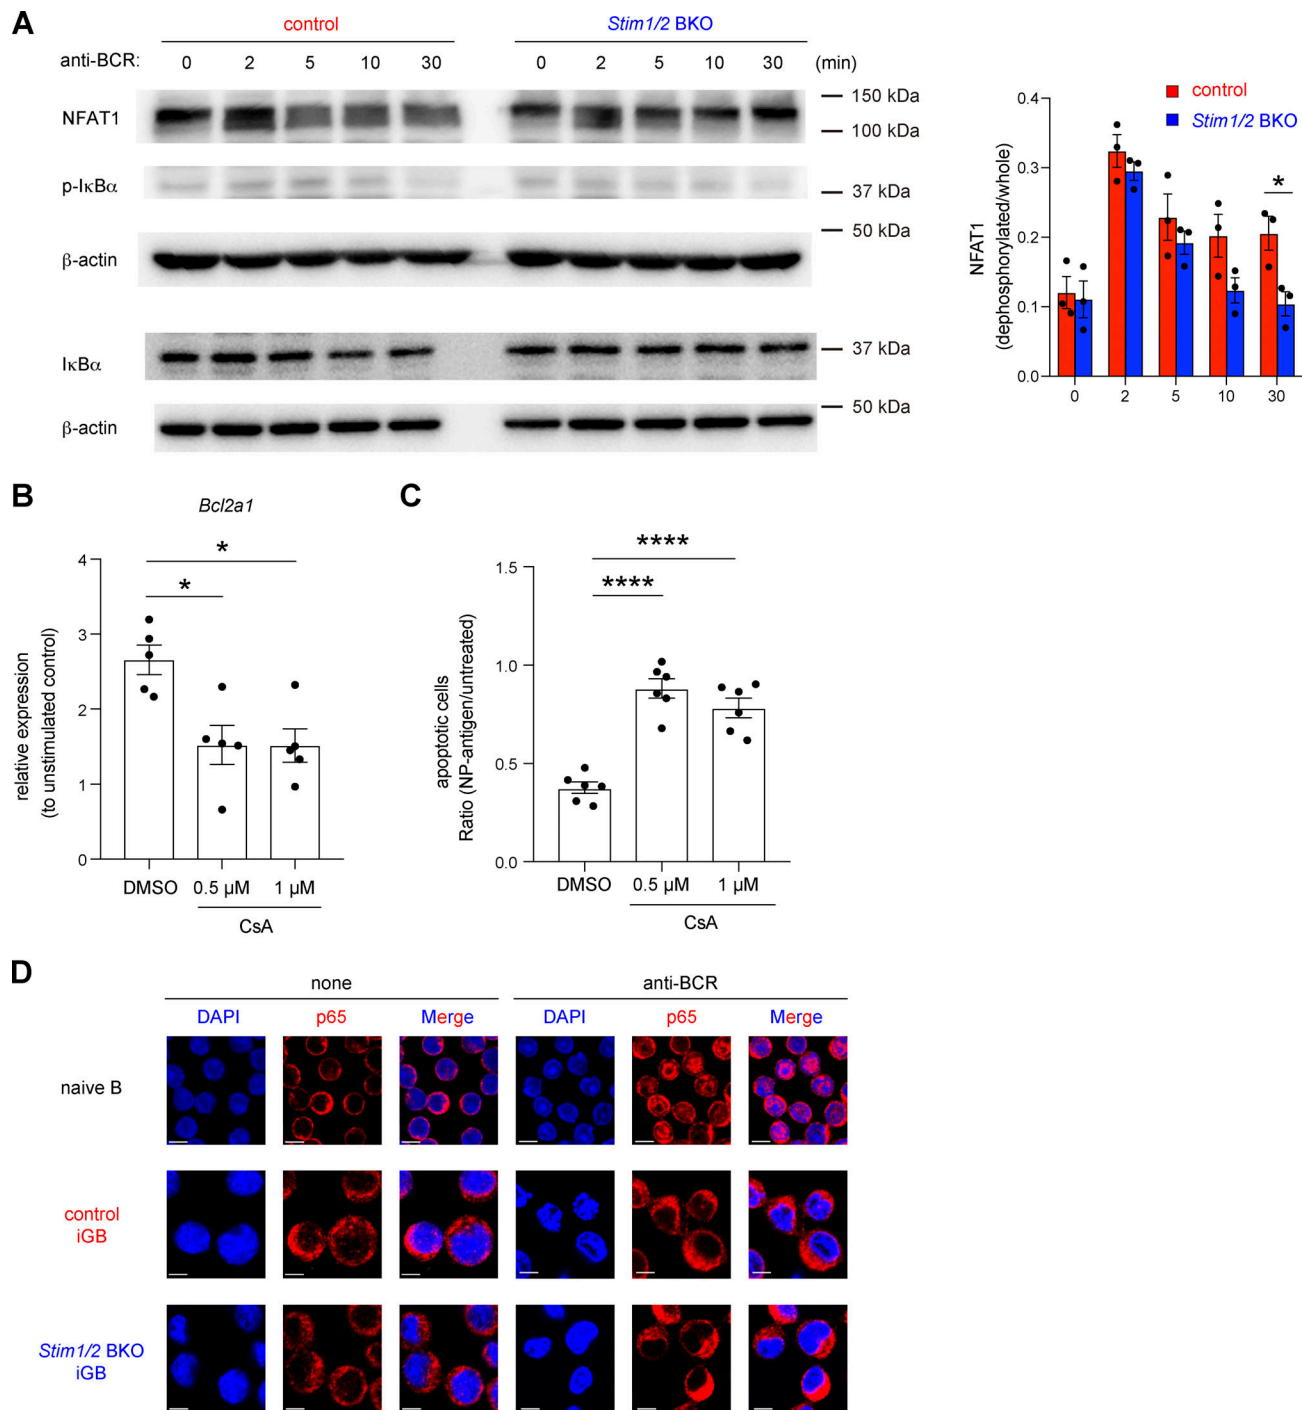 A
control
Stim1/2 BKO
anti-BCR:
0 2 5 10 30
0 2 5 10 30 (min)
NFAT1
150 kDa
100 kDa
p-IκBα
37 kDa
50 kDa
β-actin
IκBα
37 kDa
50 kDa
β-actin
control
Stim1/2 BKO
NFAT1
(dephosphorylated/whole)
0.4
0.3
0.2
0.1
0.0
*
0 2 5 10 30
B
Bcl2a1
relative expression
(to unstimulated control)
4
3
2
1
0
*
*
DMSO 0.5 µM 1 µM
CsA
C
apoptotic cells
Ratio (NP-antigen/untreated)
1.5
1.0
0.5
0.0
****
****
DMSO 0.5 µM 1 µM
CsA
D
none
anti-BCR
DAPI p65 Merge DAPI p65 Merge
naive B
control
iGB
Stim1/2 BKO
iGB